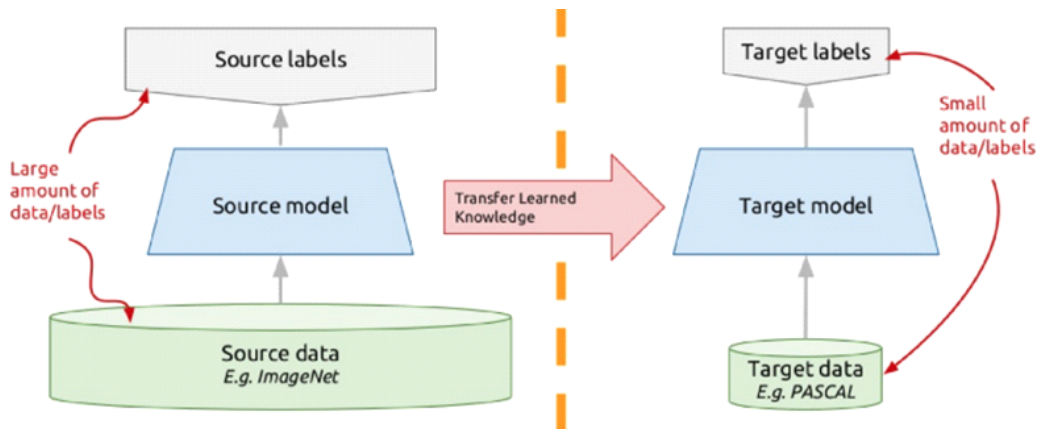 Source labels
Large
amount of
data/labels
Source model
Source data
E.g. ImageNet
Transfer Learned
Knowledge
Target labels
Small
amount of
data/labels
Target model
Target data
E.g. PASCAL